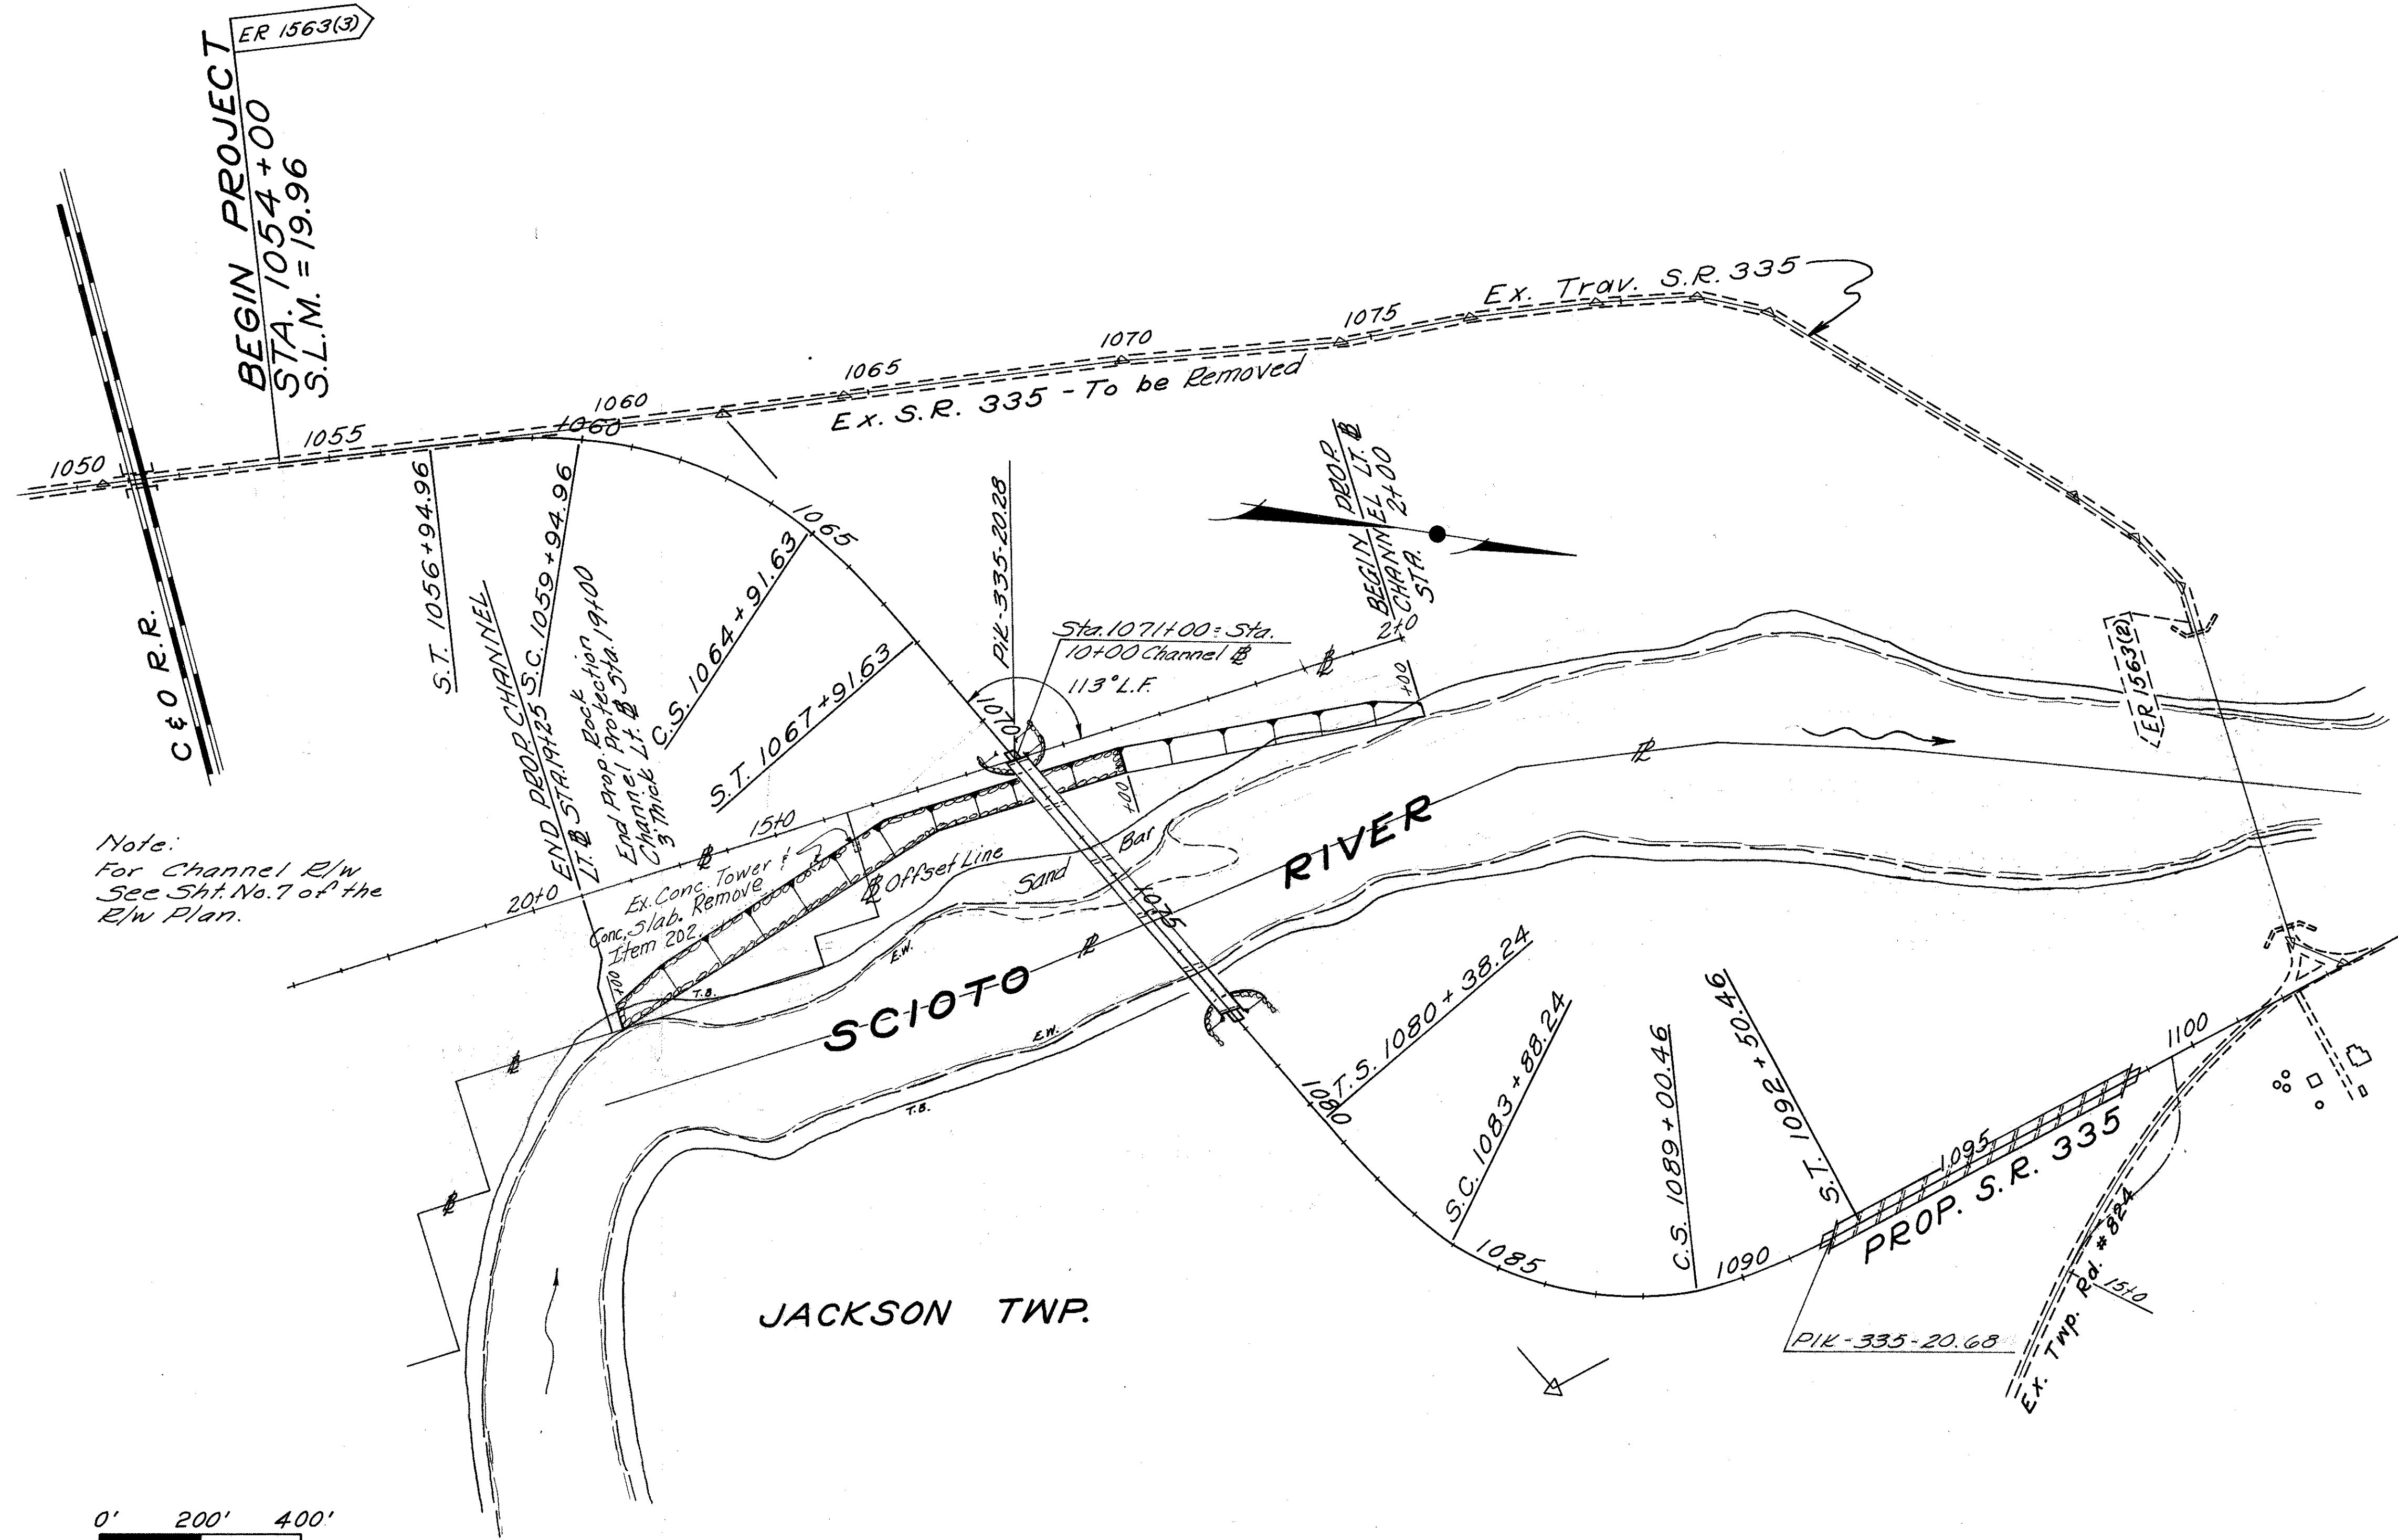 ER 1563(3)
BEGIN PROJECT
STA. 1054+00
S.L.M. = 19.96
C & O R.R.
1050
1055
1060
1060
1065
1070
1075
Ex. Trav. S.R. 335
Ex. S.R. 335 - To be Removed
S.T. 1056+94.96
S.C. 1059+94.96
1065
C.S. 1064+91.63
S.T. 1067+91.63
PIK-335-20.28
BEGIN PROP.
CHANNEL LT. ℄
STA. 2+00
Sta. 1071+00 = Sta.
10+00 Channel ℄
113° L.F.
2+0
+00
1070
END PROP. CHANNEL
LT. ℄ STA. 19+25
End Prop. Rock
Channel Protection
Channel Lt. ℄ Sta. 19+00
3' Thick
Note:
For Channel R/w
See Sht. No. 7 of the
R/w Plan.
20+0
15+0
+00
Ex. Conc. Tower &
Conc. Slab. Remove
Item 202.
Offset Line
Sand Bar
+00
T.B.
E.W.
SCIOTO RIVER
1075
E.W.
T.B.
ER 1563(2)
1080
T.S. 1080+38.24
S.C. 1083+88.24
C.S. 1089+00.46
S.T. 1092+50.46
1085
1090
1095
1100
PROP. S.R. 335
PIK-335-20.68
Ex. Twp. Rd. #824
15+0
JACKSON TWP.
0' 200' 400'